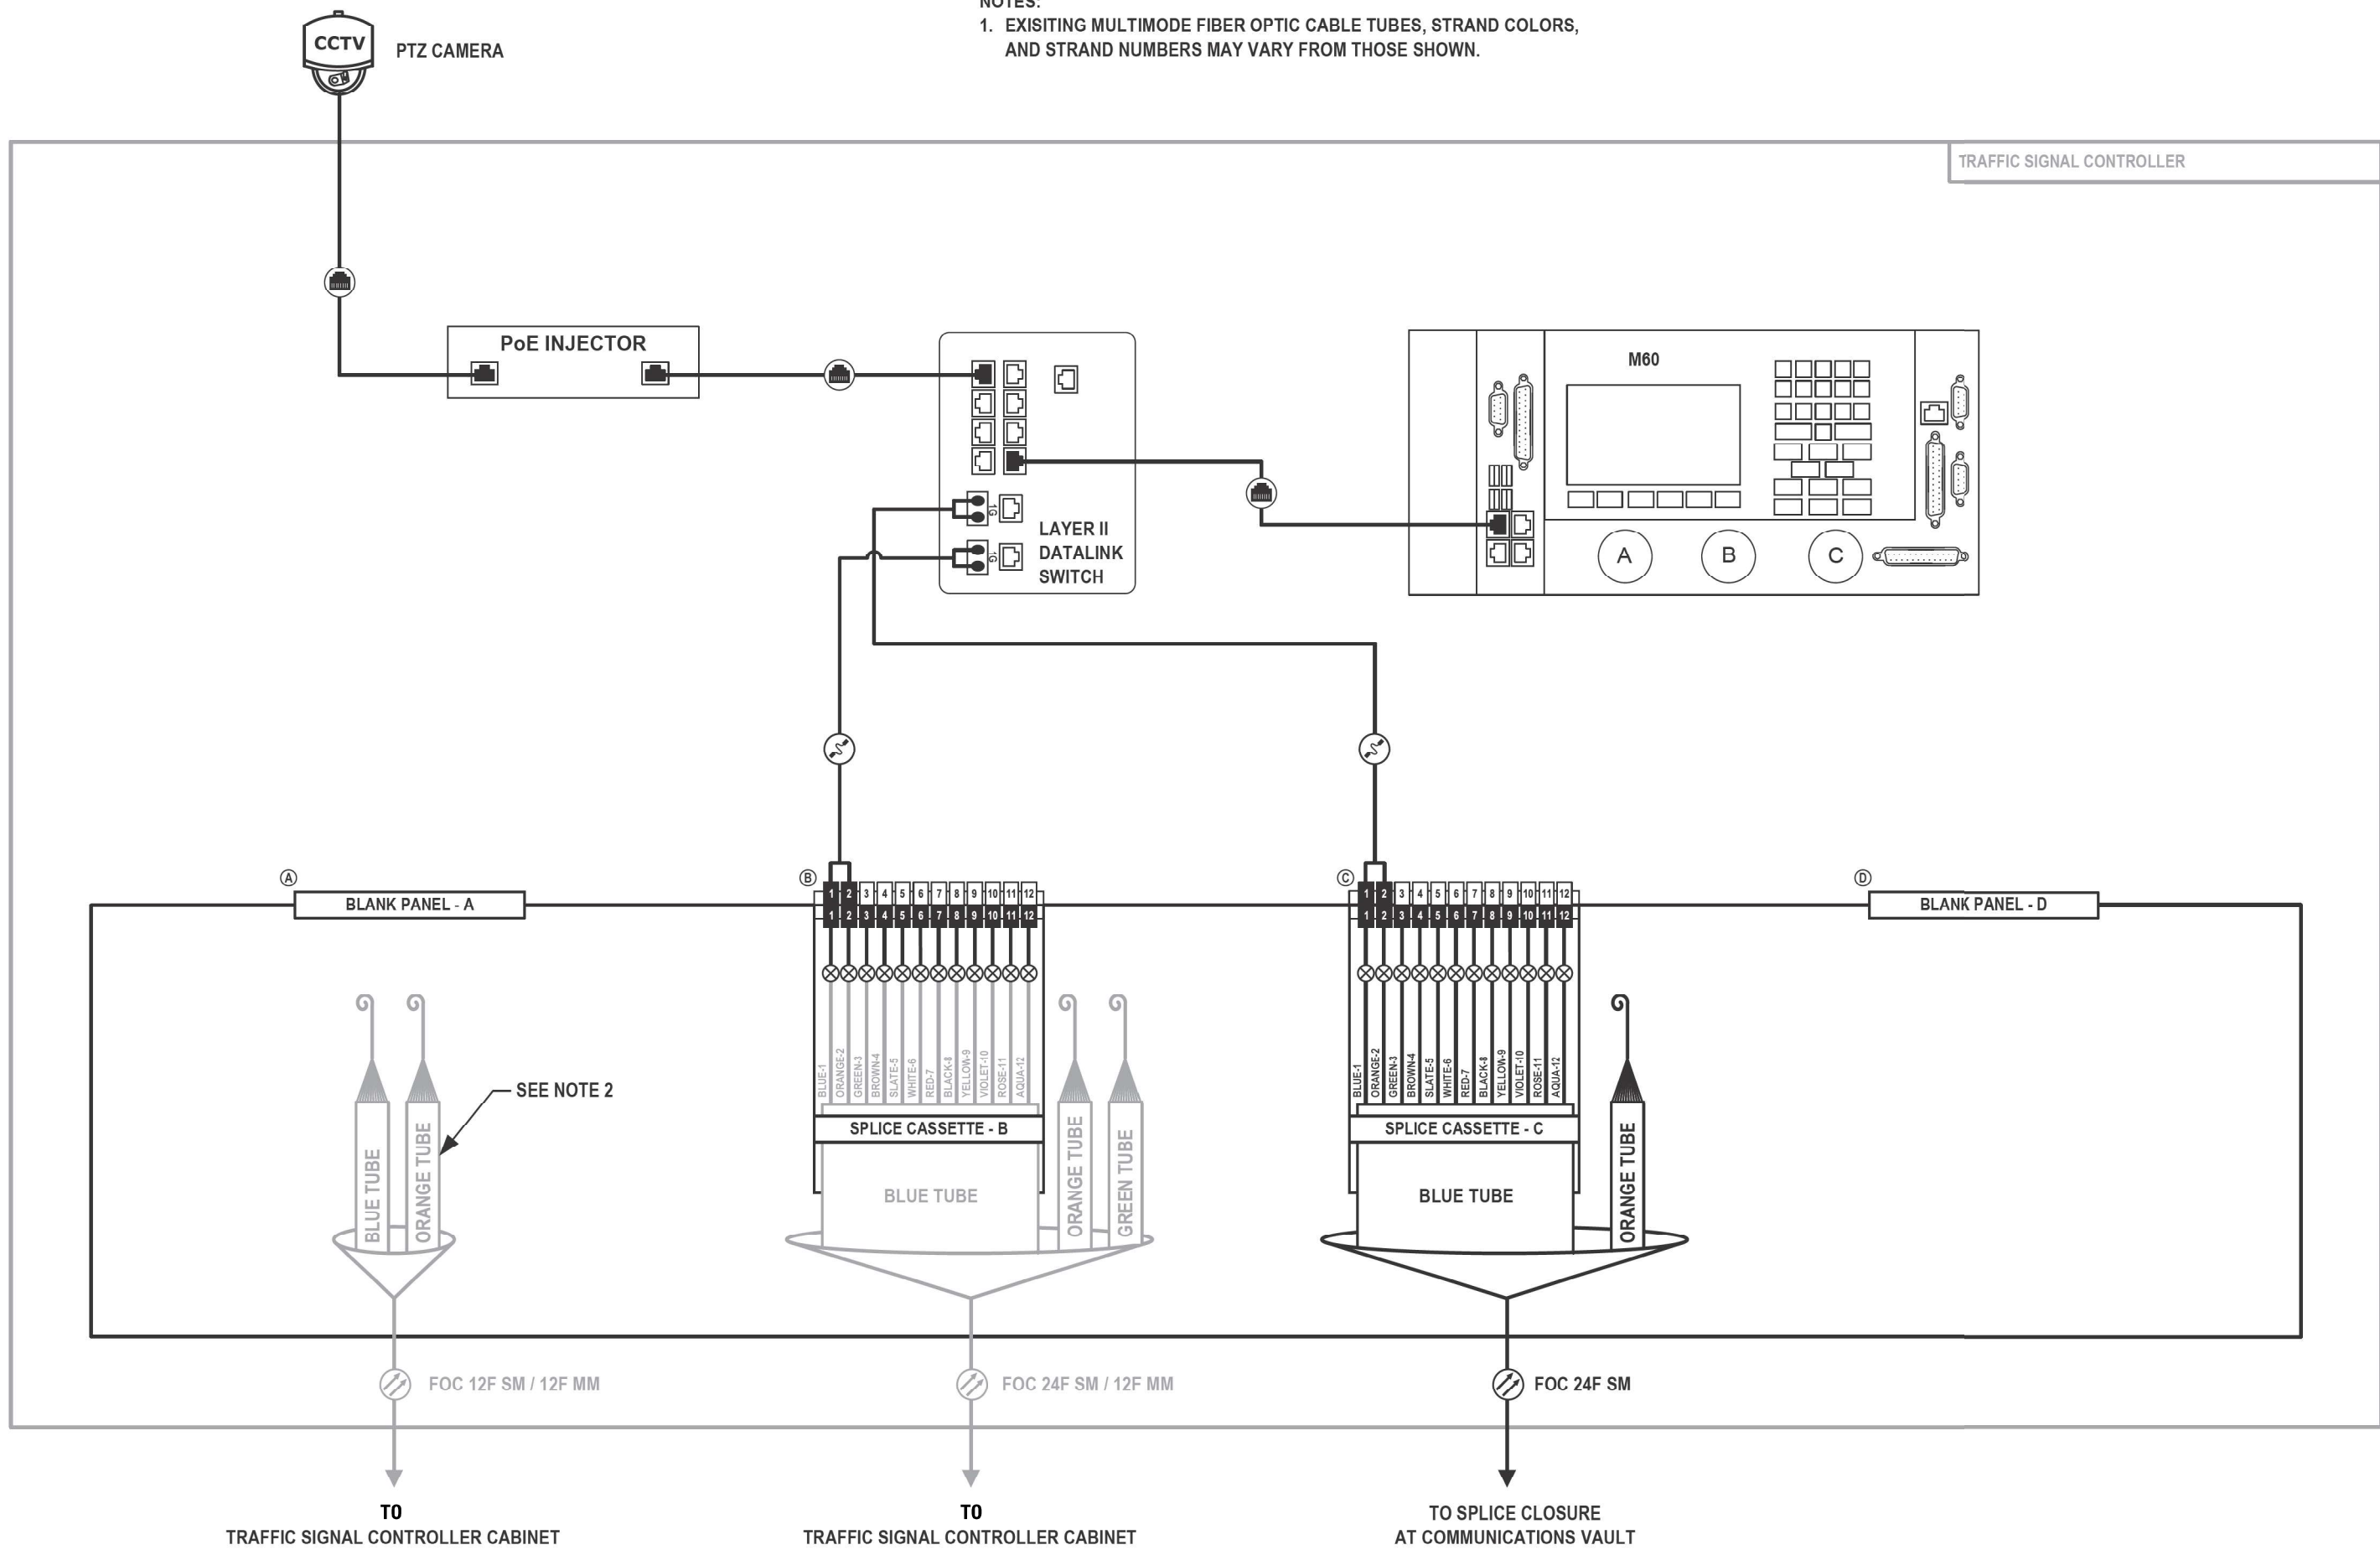 NOTES:
1. EXISITING MULTIMODE FIBER OPTIC CABLE TUBES, STRAND COLORS,
AND STRAND NUMBERS MAY VARY FROM THOSE SHOWN.
CCTV
PTZ CAMERA
TRAFFIC SIGNAL CONTROLLER
PoE INJECTOR
M60
1G
1G
LAYER II
DATALINK
SWITCH
A B C
A
BLANK PANEL - A
B
1 2 3 4 5 6 7 8 9 10 11 12
1 2 3 4 5 6 7 8 9 10 11 12
C
1 2 3 4 5 6 7 8 9 10 11 12
1 2 3 4 5 6 7 8 9 10 11 12
D
BLANK PANEL - D
SEE NOTE 2
BLUE TUBE
ORANGE TUBE
BLUE-1
ORANGE-2
GREEN-3
BROWN-4
SLATE-5
WHITE-6
RED-7
BLACK-8
YELLOW-9
VIOLET-10
ROSE-11
AQUA-12
SPLICE CASSETTE - B
BLUE TUBE
ORANGE TUBE
GREEN TUBE
BLUE-1
ORANGE-2
GREEN-3
BROWN-4
SLATE-5
WHITE-6
RED-7
BLACK-8
YELLOW-9
VIOLET-10
ROSE-11
AQUA-12
SPLICE CASSETTE - C
BLUE TUBE
ORANGE TUBE
FOC 12F SM / 12F MM
FOC 24F SM / 12F MM
FOC 24F SM
TO
TRAFFIC SIGNAL CONTROLLER CABINET
TO
TRAFFIC SIGNAL CONTROLLER CABINET
TO SPLICE CLOSURE
AT COMMUNICATIONS VAULT